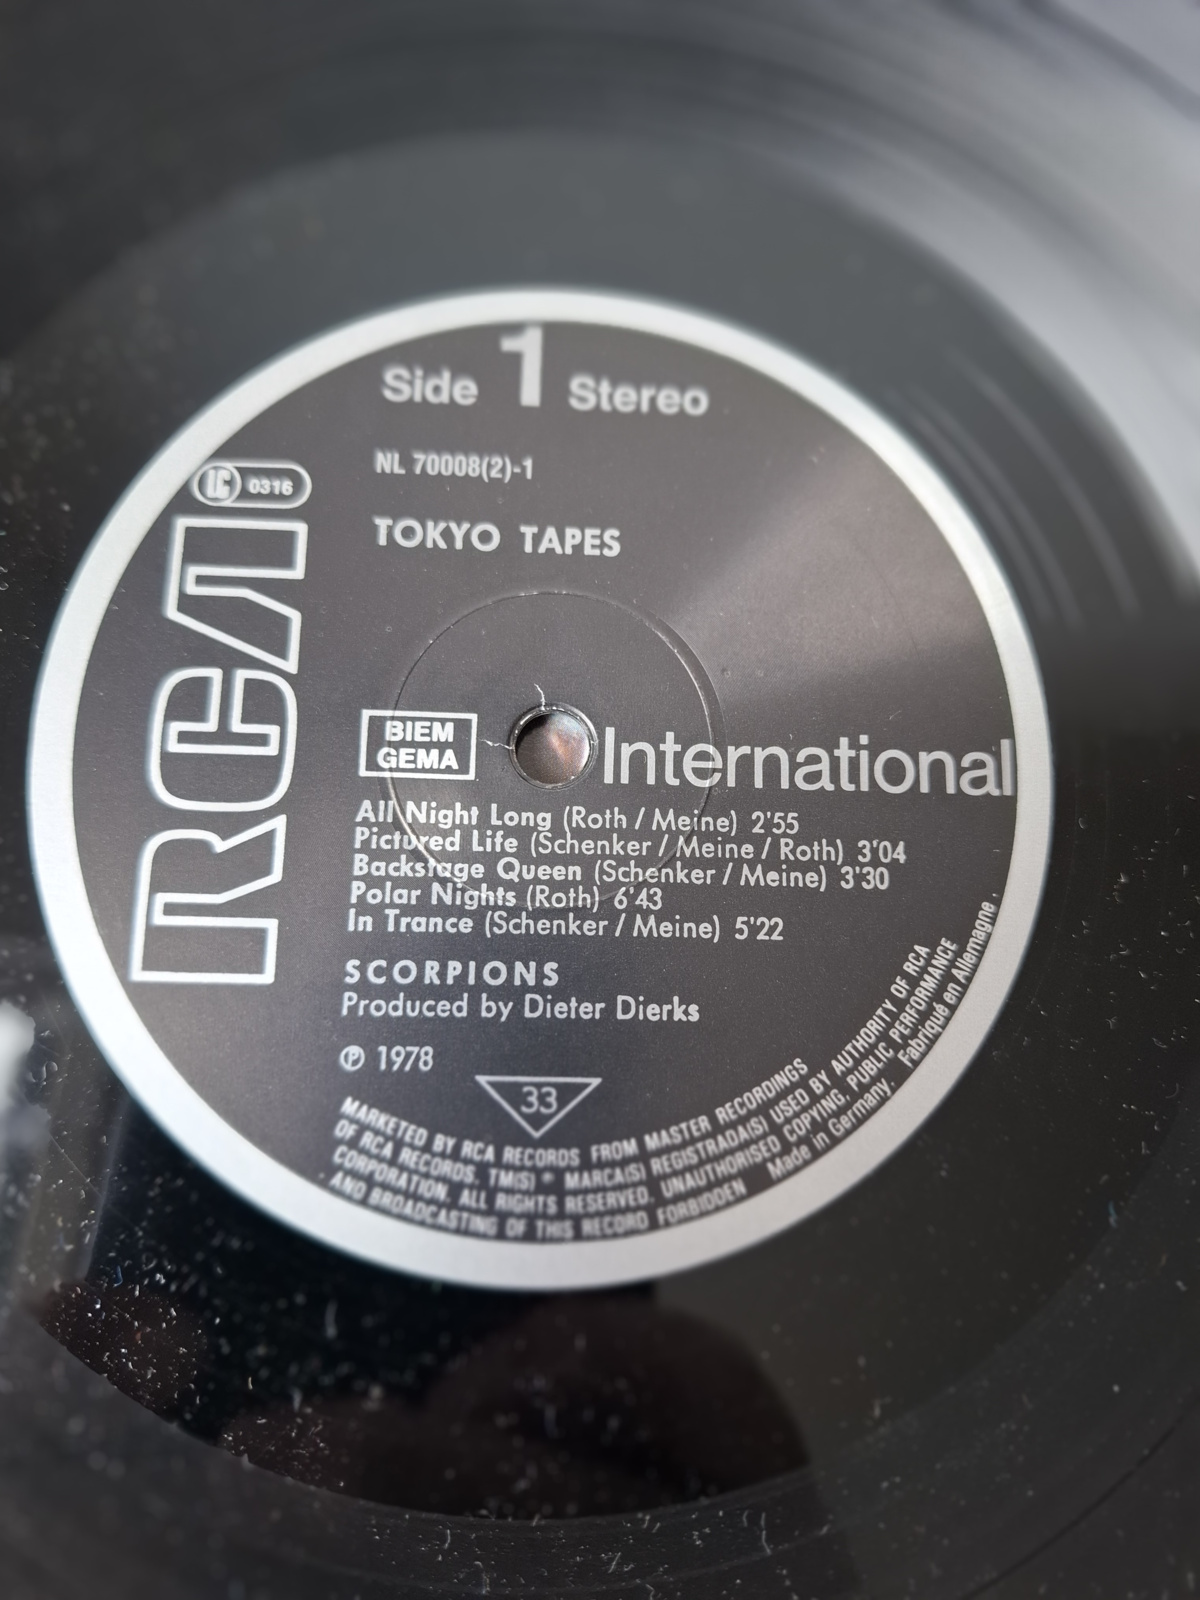 Side 1 Stereo
NL 70008(2)-1
LC 0316
RCA
TOKYO TAPES
BIEM
GEMA
International
All Night Long (Roth / Meine) 2'55
Pictured Life (Schenker / Meine / Roth) 3'04
Backstage Queen (Schenker / Meine) 3'30
Polar Nights (Roth) 6'43
In Trance (Schenker / Meine) 5'22
SCORPIONS
Produced by Dieter Dierks
℗ 1978
33
MARKETED BY RCA RECORDS FROM MASTER RECORDINGS
OF RCA RECORDS. TM(S) ® MARCA(S) REGISTRADA(S) USED BY AUTHORITY OF RCA
CORPORATION. ALL RIGHTS RESERVED. UNAUTHORISED COPYING, PUBLIC PERFORMANCE
AND BROADCASTING OF THIS RECORD FORBIDDEN Made in Germany. Fabriqué en Allemagne.